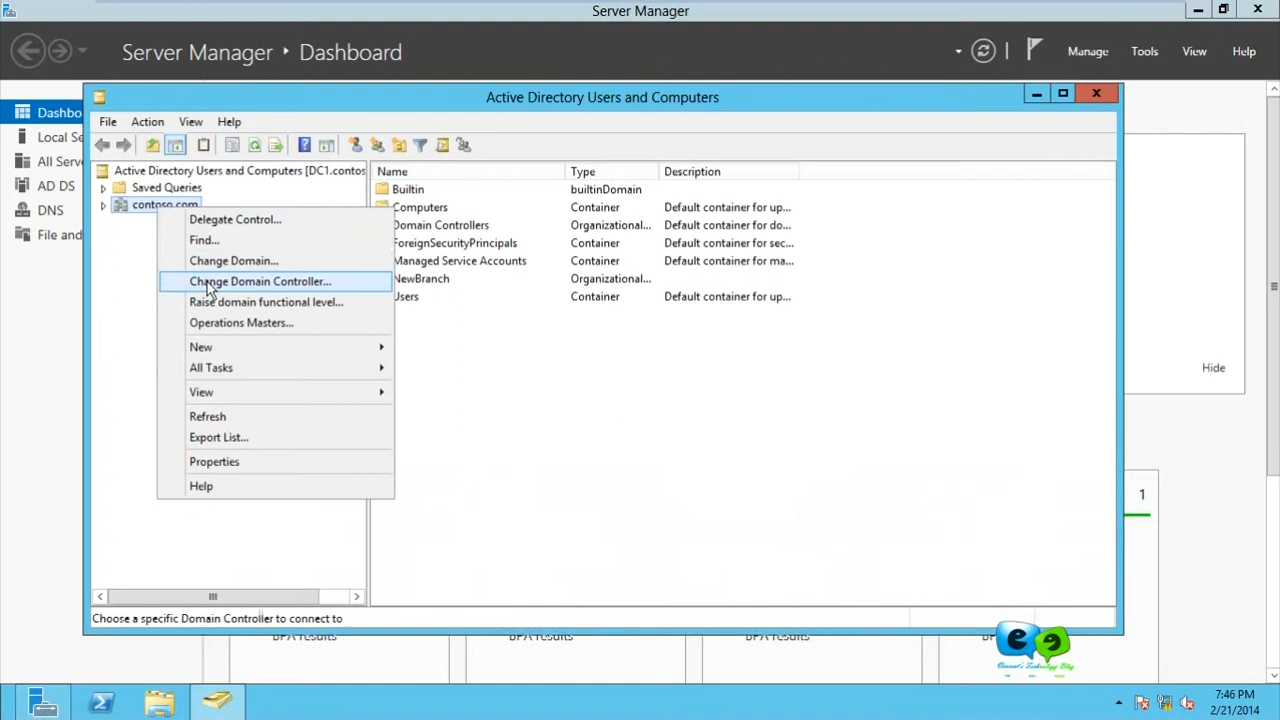 Server Manager
Server Manager • Dashboard
Manage Tools View Help
Active Directory Users and Computers
File Action View Help
Active Directory Users and Computers [DC1.contos
Saved Queries
contoso.com
Name Type Description
Builtin builtinDomain
Computers Container Default container for up...
Domain Controllers Organizational... Default container for do...
ForeignSecurityPrincipals Container Default container for sec...
Managed Service Accounts Container Default container for ma...
NewBranch Organizational...
Users Container Default container for up...
Dashbo
Local Se
All Serve
AD DS
DNS
File and
Delegate Control...
Find...
Change Domain...
Change Domain Controller...
Raise domain functional level...
Operations Masters...
New
All Tasks
View
Refresh
Export List...
Properties
Help
Hide
1
Choose a specific Domain Controller to connect to
BPA results BPA results BPA results
7:46 PM
2/21/2014